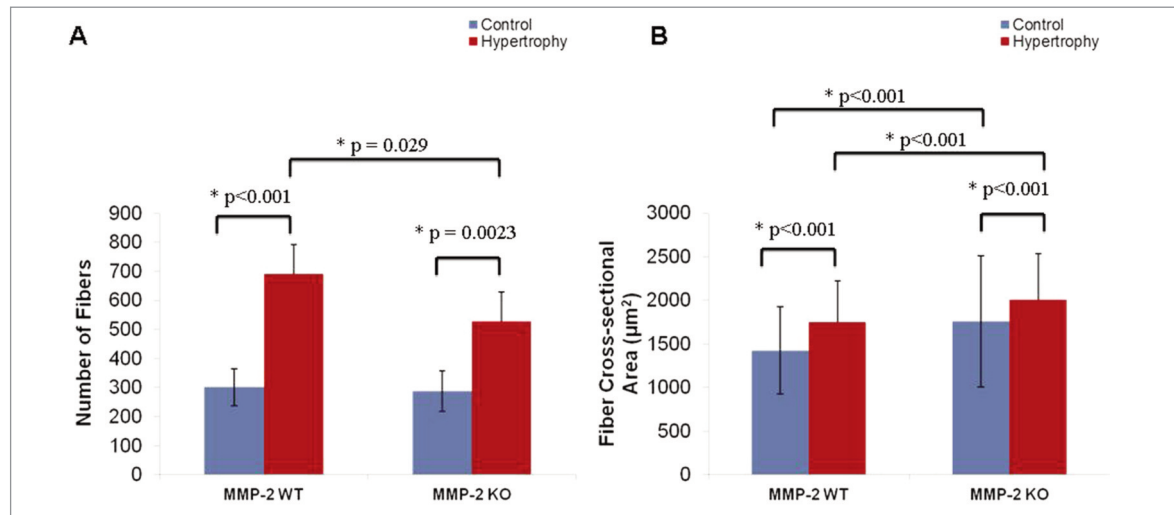 A
Control
Hypertrophy
* p = 0.029
* p<0.001
* p = 0.0023
900
800
700
600
500
400
300
200
100
0
Number of Fibers
MMP-2 WT
MMP-2 KO
B
Control
Hypertrophy
* p<0.001
* p<0.001
* p<0.001
* p<0.001
3000
2500
2000
1500
1000
500
0
Fiber Cross-sectional
Area (µm²)
MMP-2 WT
MMP-2 KO